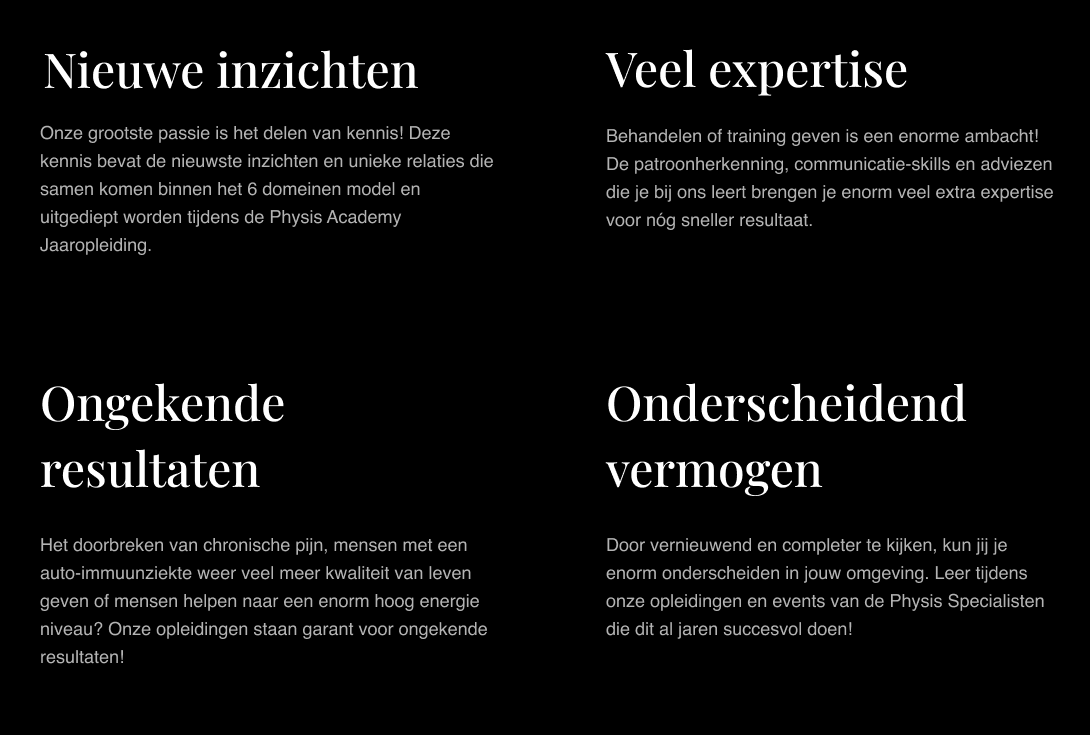 Nieuwe inzichten
Onze grootste passie is het delen van kennis! Deze
kennis bevat de nieuwste inzichten en unieke relaties die
samen komen binnen het 6 domeinen model en
uitgediept worden tijdens de Physis Academy
Jaaropleiding.
Veel expertise
Behandelen of training geven is een enorme ambacht!
De patroonherkenning, communicatie-skills en adviezen
die je bij ons leert brengen je enorm veel extra expertise
voor nóg sneller resultaat.
Ongekende
resultaten
Het doorbreken van chronische pijn, mensen met een
auto-immuunziekte weer veel meer kwaliteit van leven
geven of mensen helpen naar een enorm hoog energie
niveau? Onze opleidingen staan garant voor ongekende
resultaten!
Onderscheidend
vermogen
Door vernieuwend en completer te kijken, kun jij je
enorm onderscheiden in jouw omgeving. Leer tijdens
onze opleidingen en events van de Physis Specialisten
die dit al jaren succesvol doen!